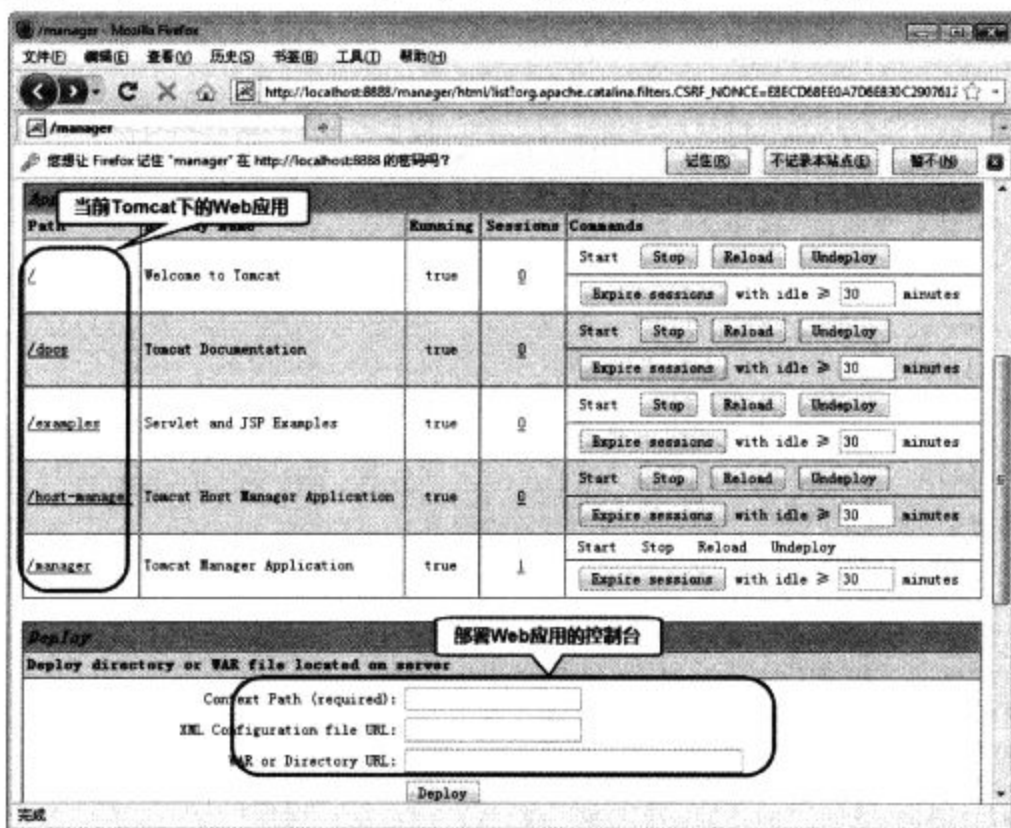 /manager - Mozilla Firefox
文件(F) 编辑(E) 查看(V) 历史(S) 书签(B) 工具(T) 帮助(H)
http://localhost:8888/manager/html/list?org.apache.catalina.filters.CSRF_NONCE=
/manager
您想让 Firefox 记住 "manager" 在 http://localhost:8888 的密码吗? 记住(R) 不记录本站点(E) 暂不(N)
当前Tomcat下的Web应用
Path Running Sessions Commands
/ Welcome to Tomcat true 0 Start Stop Reload Undeploy
Expire sessions with idle ≥ 30 minutes
/docs Tomcat Documentation true 0 Start Stop Reload Undeploy
Expire sessions with idle ≥ 30 minutes
/examples Servlet and JSP Examples true 0 Start Stop Reload Undeploy
Expire sessions with idle ≥ 30 minutes
/host-manager Tomcat Host Manager Application true 0 Start Stop Reload Undeploy
Expire sessions with idle ≥ 30 minutes
/manager Tomcat Manager Application true 1 Start Stop Reload Undeploy
Expire sessions with idle ≥ 30 minutes
Deploy
部署Web应用的控制台
Deploy directory or WAR file located on server
Context Path (required):
XML Configuration file URL:
WAR or Directory URL:
Deploy
完成